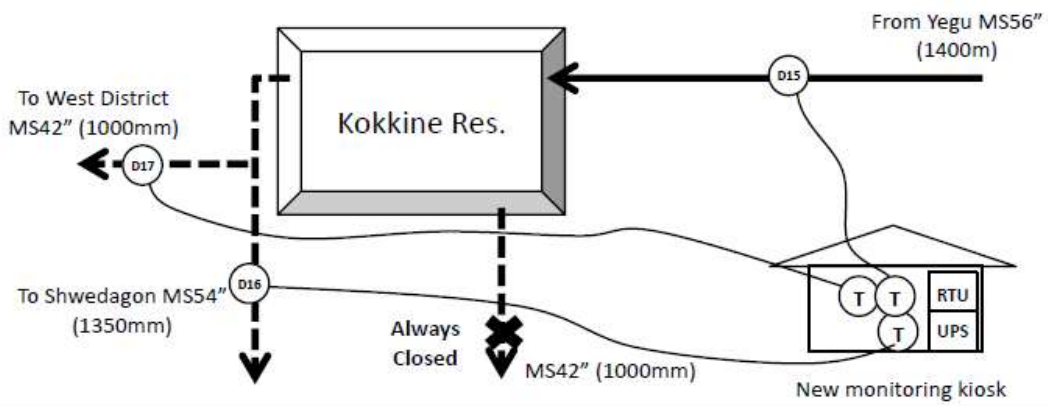 From Yegu MS56”
(1400m)
D15
To West District
MS42” (1000mm)
D17
Kokkine Res.
D16
To Shwedagon MS54”
(1350mm)
Always
Closed
MS42” (1000mm)
T
T
RTU
T
UPS
New monitoring kiosk